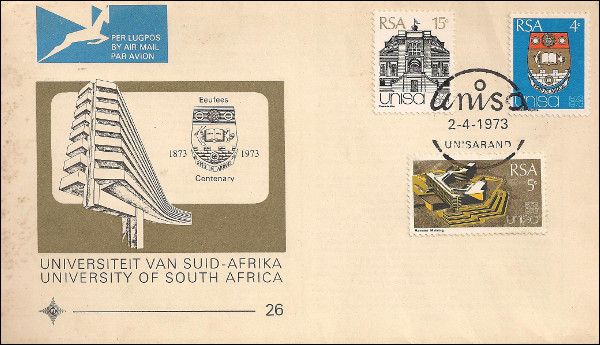 PER LUGPOS
BY AIR MAIL
PAR AVION
RSA 15c
unisa
RSA 4c
unisa
unisa
2-4-1973
UNISARAND
RSA
5c
unisa
Eeufees
1873 1973
Centenary
UNIVERSITEIT VAN SUID-AFRIKA
UNIVERSITY OF SOUTH AFRICA
26